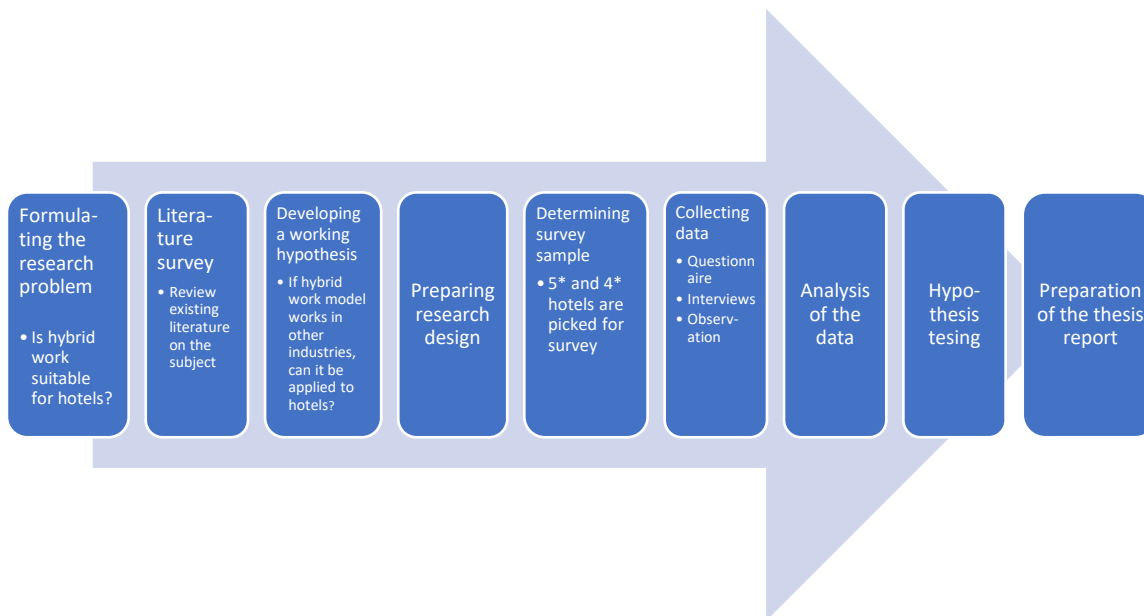 Formula-
ting the
research
problem
• Is hybrid
work
suitable
for hotels?
Litera-
ture
survey
• Review
existing
literature
on the
subject
Developing
a working
hypothesis
• If hybrid
work model
works in
other
industries,
can it be
applied to
hotels?
Preparing
research
design
Determining
survey
sample
• 5* and 4*
hotels are
picked for
survey
Collecting
data
• Questionn
aire
• Interviews
• Observ-
ation
Analysis
of the
data
Hypo-
thesis
tesing
Preparation
of the thesis
report